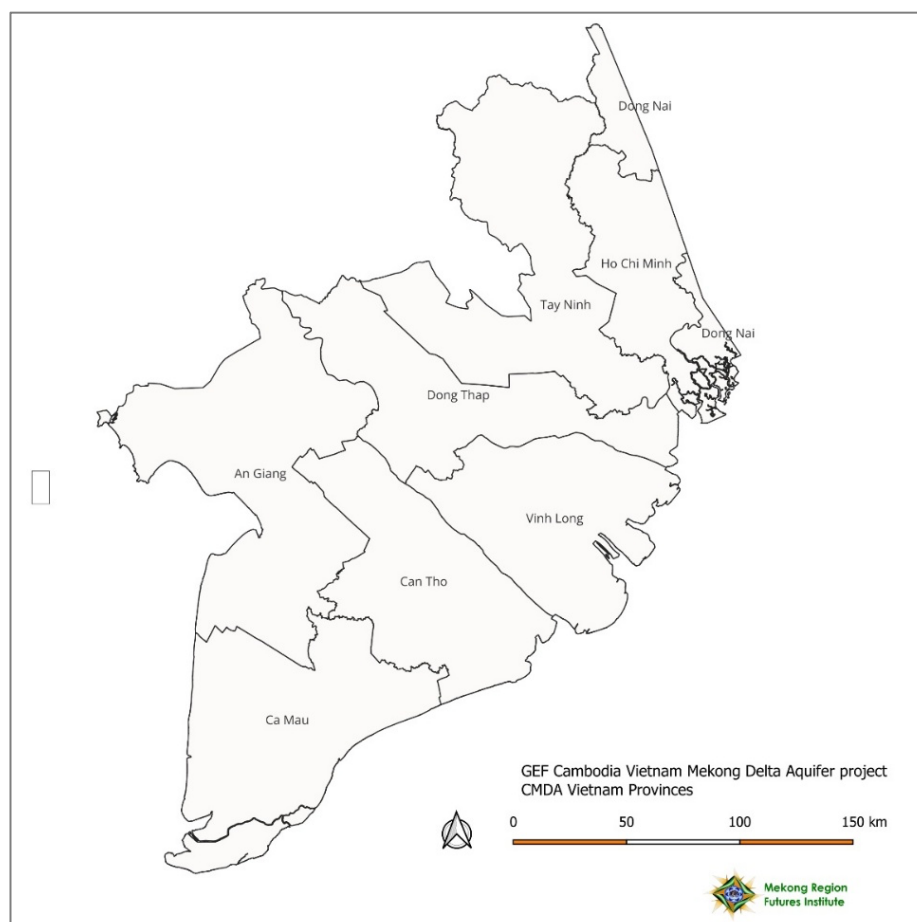 Dong Nai
Ho Chi Minh
Tay Ninh
Dong Nai
Dong Thap
An Giang
Vinh Long
Can Tho
Ca Mau
GEF Cambodia Vietnam Mekong Delta Aquifer project
CMDA Vietnam Provinces
0 50 100 150 km
Mekong Region
Futures Institute